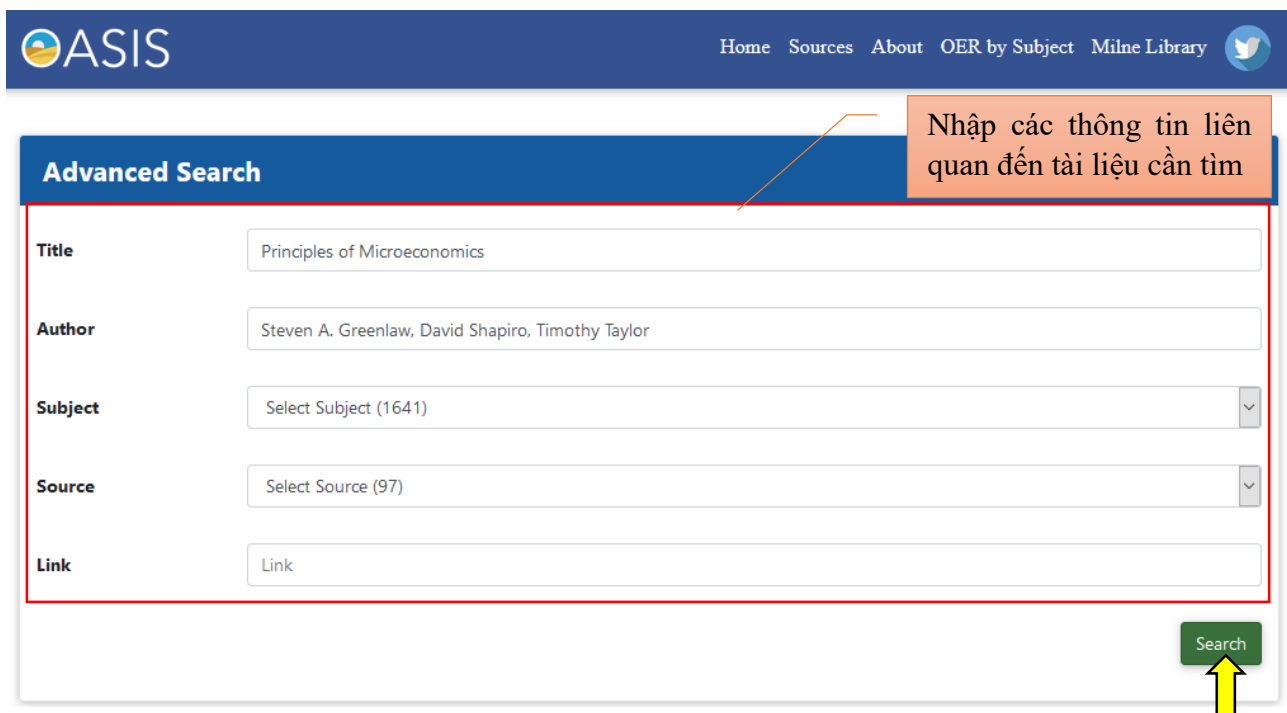 OASIS
Home Sources About OER by Subject Milne Library
Nhập các thông tin liên
quan đến tài liệu cần tìm
Advanced Search
Title Principles of Microeconomics
Author Steven A. Greenlaw, David Shapiro, Timothy Taylor
Subject Select Subject (1641)
Source Select Source (97)
Link Link
Search